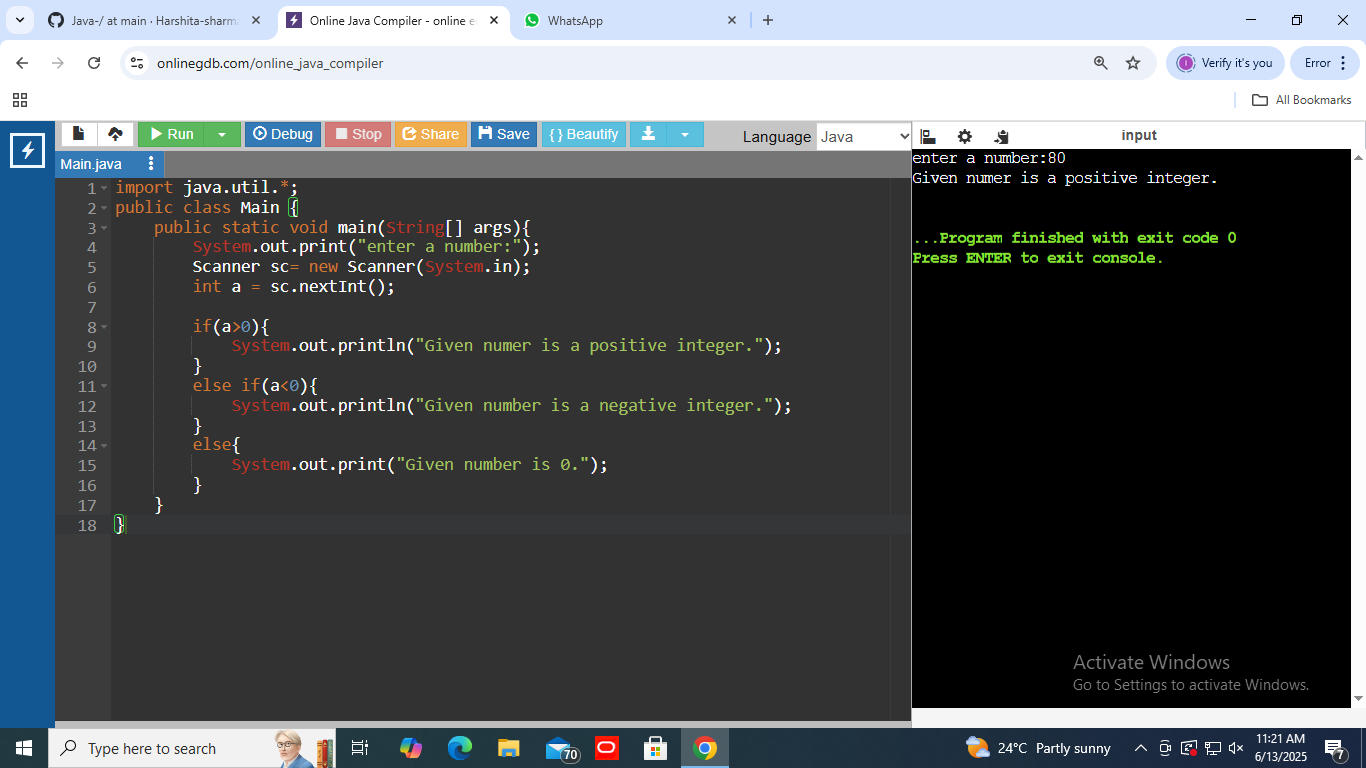 Java-/ at main · Harshita-sharm
Online Java Compiler - online e
WhatsApp
onlinegdb.com/online_java_compiler
Verify it's you
Error
All Bookmarks
Run
Debug
Stop
Share
Save
{ } Beautify
Language
Java
input
Main.java
1 import java.util.*;
2 public class Main {
3 public static void main(String[] args){
4 System.out.print("enter a number:");
5 Scanner sc= new Scanner(System.in);
6 int a = sc.nextInt();
7
8 if(a>0){
9 System.out.println("Given numer is a positive integer.");
10 }
11 else if(a<0){
12 System.out.println("Given number is a negative integer.");
13 }
14 else{
15 System.out.print("Given number is 0.");
16 }
17 }
18 }
enter a number:80
Given numer is a positive integer.
...Program finished with exit code 0
Press ENTER to exit console.
Activate Windows
Go to Settings to activate Windows.
Type here to search
70
24°C Partly sunny
11:21 AM
6/13/2025
7